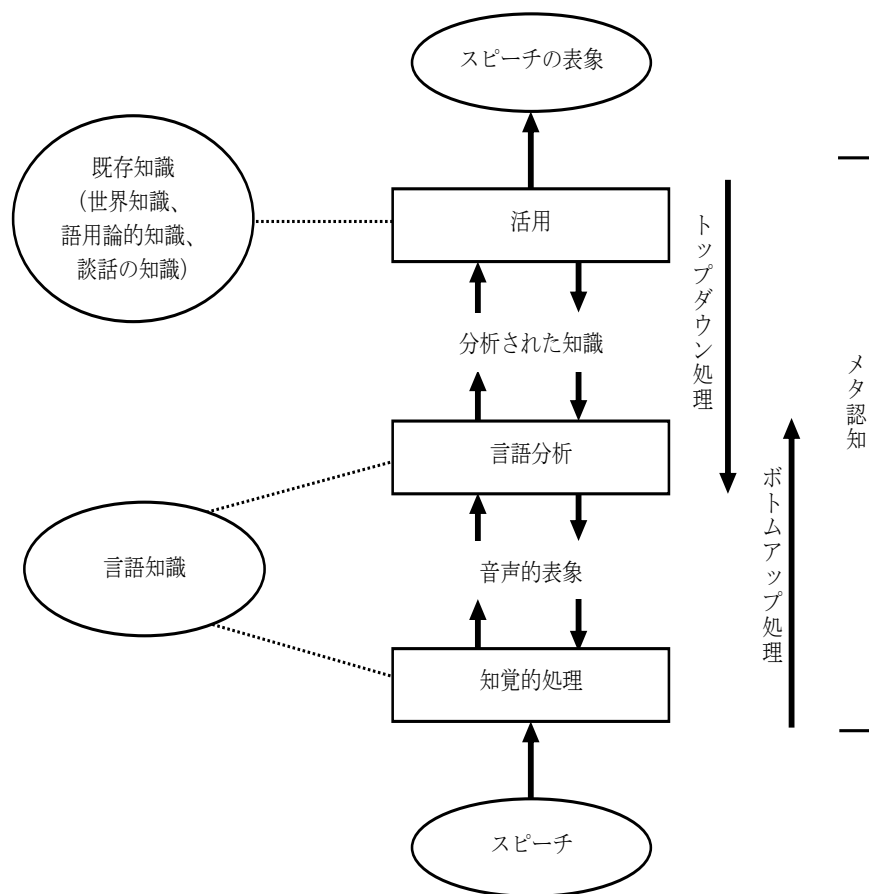 スピーチの表象
既存知識
（世界知識、
語用論的知識、
談話の知識）
活用
トップダウン処理
分析された知識
メタ認知
言語分析
ボトムアップ処理
言語知識
音声的表象
知覚的処理
スピーチ